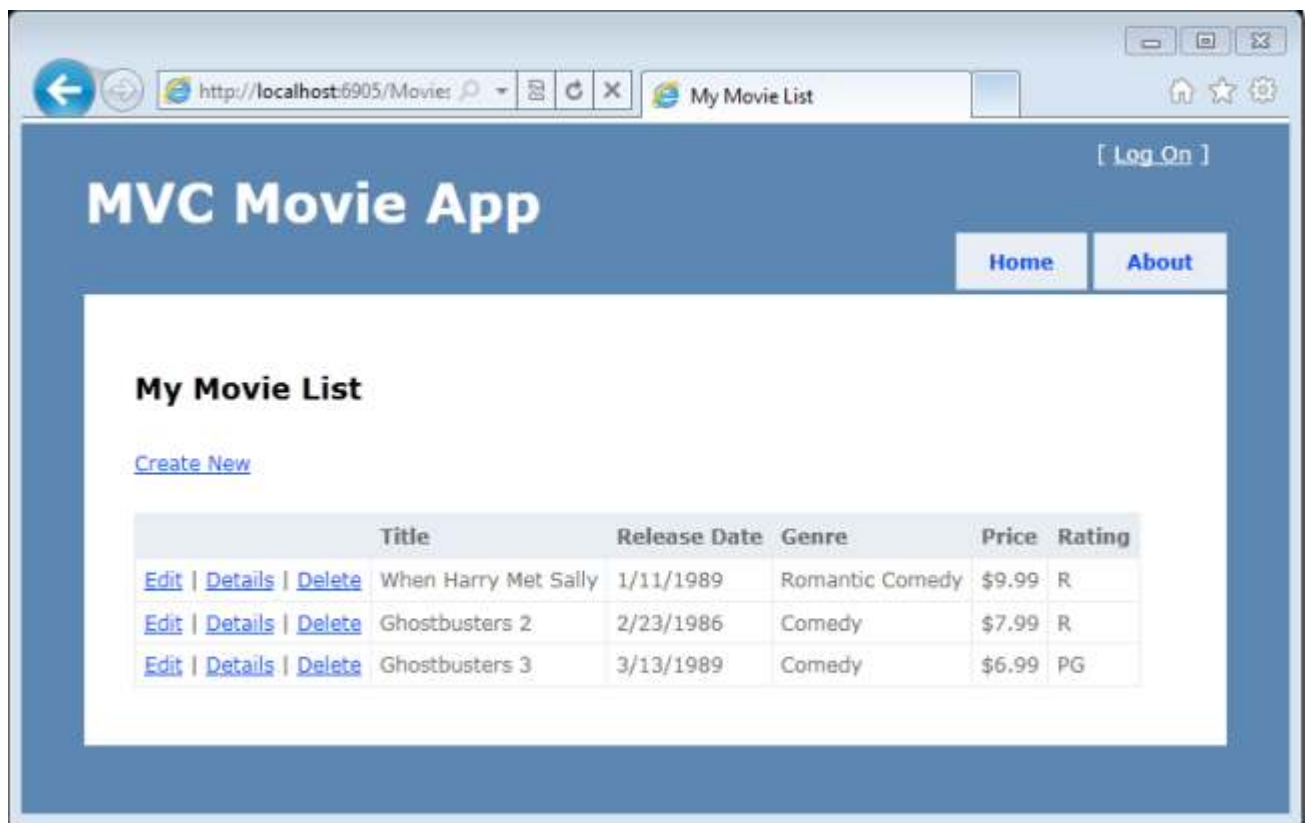 http://localhost:6905/Movies
My Movie List
[ Log On ]
MVC Movie App
Home About
My Movie List
Create New
Title Release Date Genre Price Rating
Edit | Details | Delete When Harry Met Sally 1/11/1989 Romantic Comedy $9.99 R
Edit | Details | Delete Ghostbusters 2 2/23/1986 Comedy $7.99 R
Edit | Details | Delete Ghostbusters 3 3/13/1989 Comedy $6.99 PG